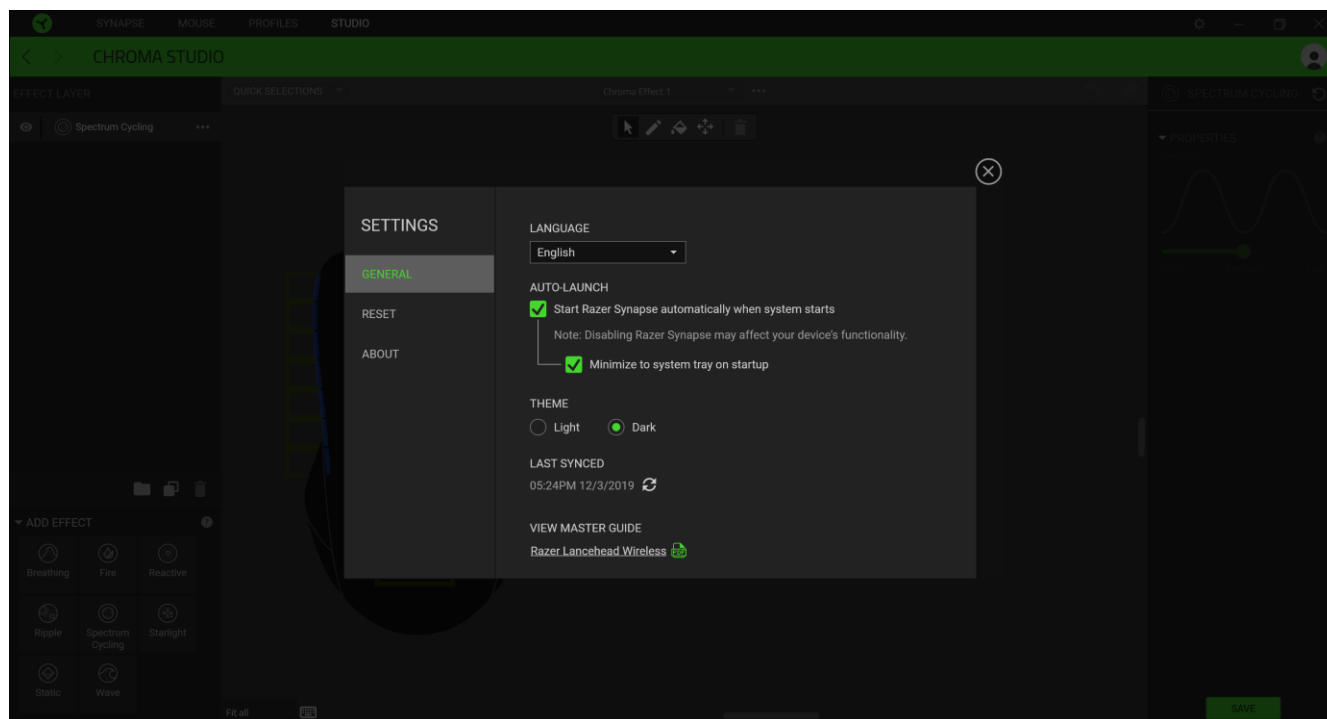 SYNAPSE MOUSE PROFILES STUDIO
CHROMA STUDIO
EFFECT LAYER
Spectrum Cycling
QUICK SELECTIONS
Chroma Effect 1
SPECTRUM CYCLING
PROPERTIES
SETTINGS
GENERAL
RESET
ABOUT
LANGUAGE
English
AUTO-LAUNCH
Start Razer Synapse automatically when system starts
Note: Disabling Razer Synapse may affect your device's functionality.
Minimize to system tray on startup
THEME
Light Dark
LAST SYNCED
05:24PM 12/3/2019
VIEW MASTER GUIDE
Razer Lancehead Wireless
PDF
ADD EFFECT
?
Breathing Fire Reactive
Ripple Spectrum Cycling Starlight
Static Wave
Fit all
SAVE